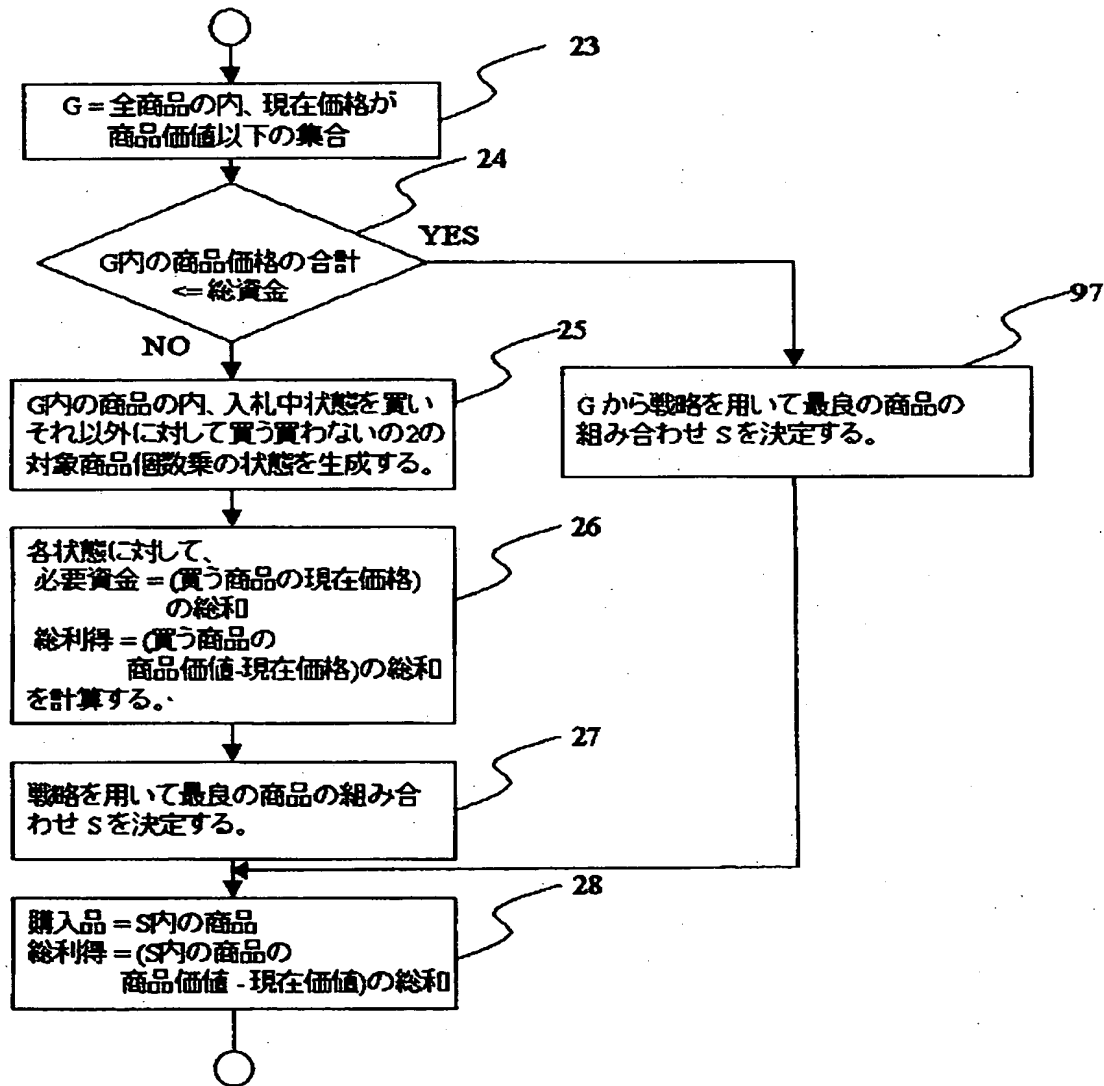 23
G = 全商品の内、現在価格が
商品価値以下の集合
24
YES
G内の商品価格の合計
<= 総資金
97
NO
25
G内の商品の内、入札中状態を買い
それ以外に対して買う買わないの2の
対象商品個数乗の状態を生成する。
G から戦略を用いて最良の商品の
組み合わせ S を決定する。
26
各状態に対して、
必要資金 = (買う商品の現在価格)
の総和
総利得 = (買う商品の
商品価値-現在価格)の総和
を計算する。
27
戦略を用いて最良の商品の組み合
わせ S を決定する。
28
購入品 = S内の商品
総利得 = (S内の商品の
商品価値 - 現在価値)の総和